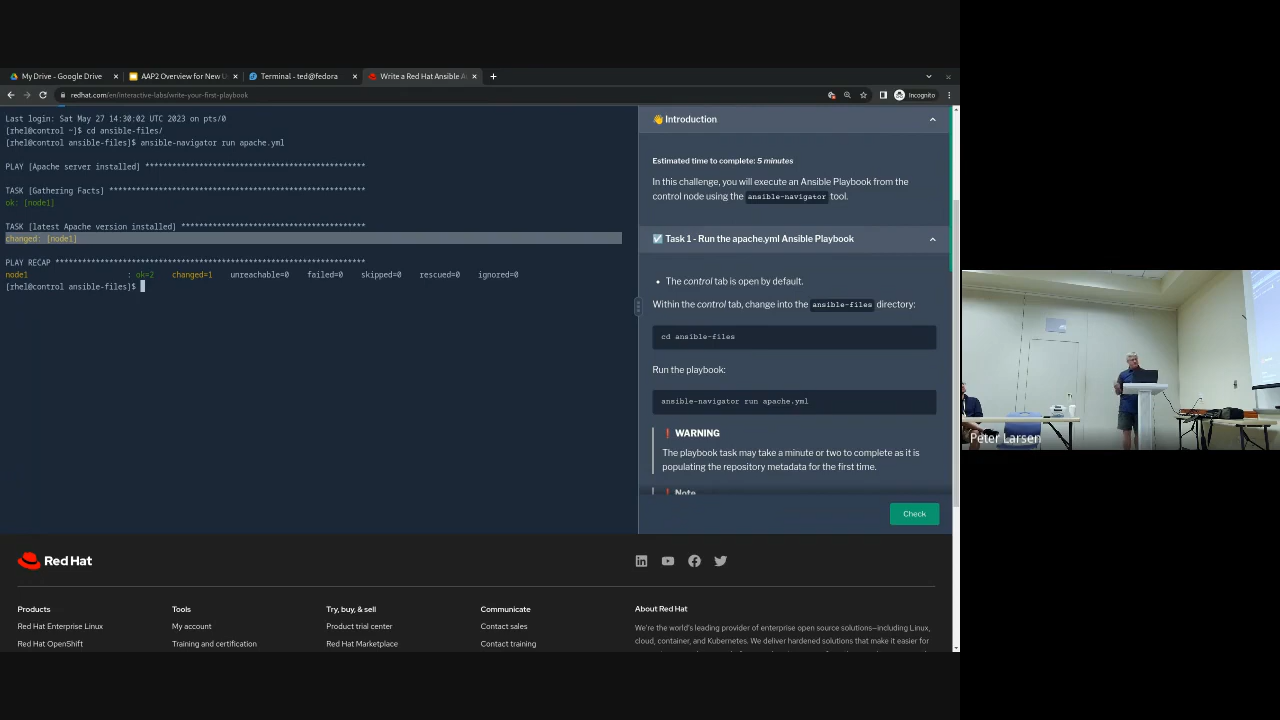 My Drive - Google Drive
AAP2 Overview for New U
Terminal - ted@fedora
Write a Red Hat Ansible A
redhat.com/en/interactive-labs/write-your-first-playbook
Incognito
Last login: Sat May 27 14:30:02 UTC 2023 on pts/0
[rhel@control ~]$ cd ansible-files/
[rhel@control ansible-files]$ ansible-navigator run apache.yml
PLAY [Apache server installed] **********************************************
TASK [Gathering Facts] ******************************************************
ok: [node1]
TASK [latest Apache version installed] **************************************
changed: [node1]
PLAY RECAP ******************************************************************
node1 : ok=2 changed=1 unreachable=0 failed=0 skipped=0 rescued=0 ignored=0
[rhel@control ansible-files]$
👋 Introduction
Estimated time to complete: 5 minutes
In this challenge, you will execute an Ansible Playbook from the
control node using the ansible-navigator tool.
☑️ Task 1 - Run the apache.yml Ansible Playbook
• The control tab is open by default.
Within the control tab, change into the ansible-files directory:
cd ansible-files
Run the playbook:
ansible-navigator run apache.yml
❗ WARNING
The playbook task may take a minute or two to complete as it is
populating the repository metadata for the first time.
❗ Note
Check
Red Hat
Products
Red Hat Enterprise Linux
Red Hat OpenShift
Tools
My account
Training and certification
Try, buy, & sell
Product trial center
Red Hat Marketplace
Communicate
Contact sales
Contact training
About Red Hat
We're the world's leading provider of enterprise open source solutions—including Linux,
cloud, container, and Kubernetes. We deliver hardened solutions that make it easier for
Peter Larsen